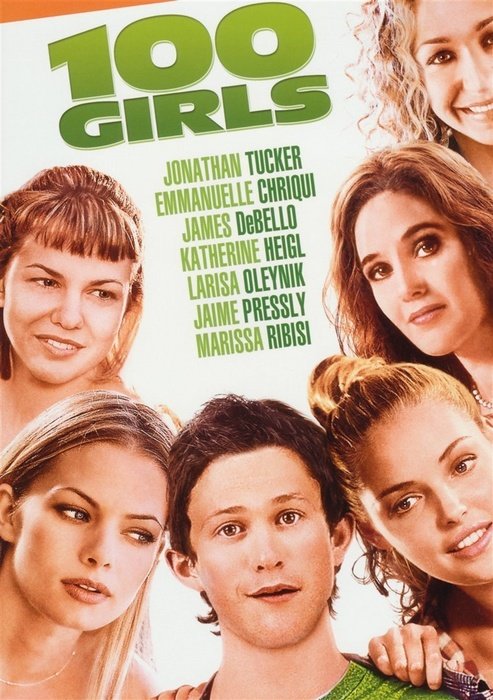 100
GIRLS
JONATHAN TUCKER
EMMANUELLE CHRIQUI
JAMES DeBELLO
KATHERINE HEIGL
LARISA OLEYNIK
JAIME PRESSLY
MARISSA RIBISI